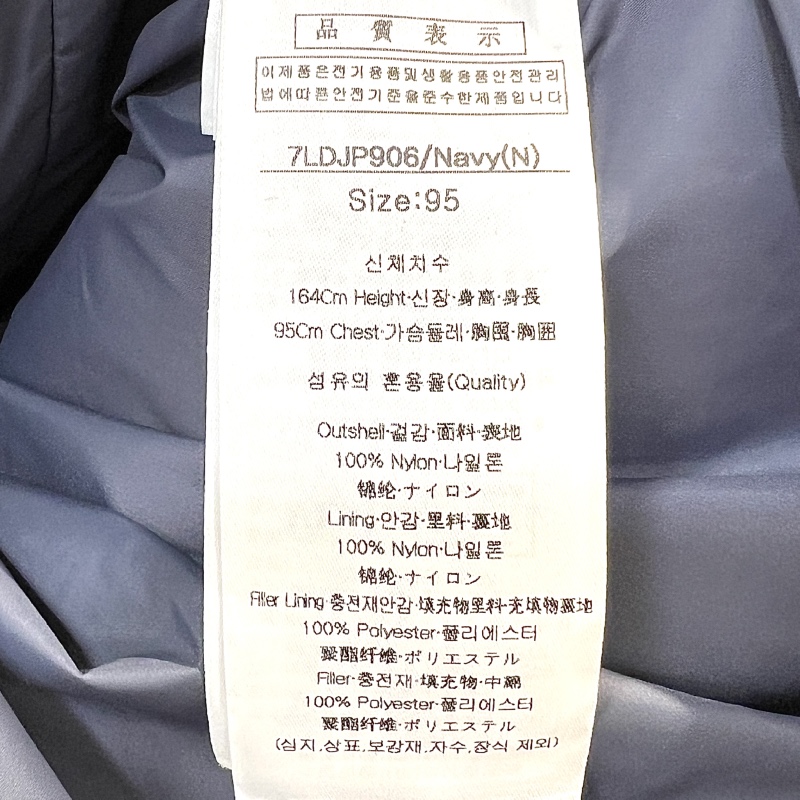 品質表示
이제품은전기용품및생활용품안전관리
법에따른안전기준을준수한제품입니다
7LDJP906/Navy(N)
Size:95
신체치수
164Cm Height·신장·身高·身長
95Cm Chest·가슴둘레·胸围·胸囲
섬유의 혼용율(Quality)
Outshell·겉감·面料·表地
100% Nylon·나일론
锦纶·ナイロン
Lining·안감·里料·裏地
100% Nylon·나일론
锦纶·ナイロン
Filler Lining·충전재안감·填充物里料·充填物裏地
100% Polyester·폴리에스터
聚酯纤维·ポリエステル
Filler·충전재·填充物·中綿
100% Polyester·폴리에스터
聚酯纤维·ポリエステル
(심지,상표,보강재,자수,장식 제외)